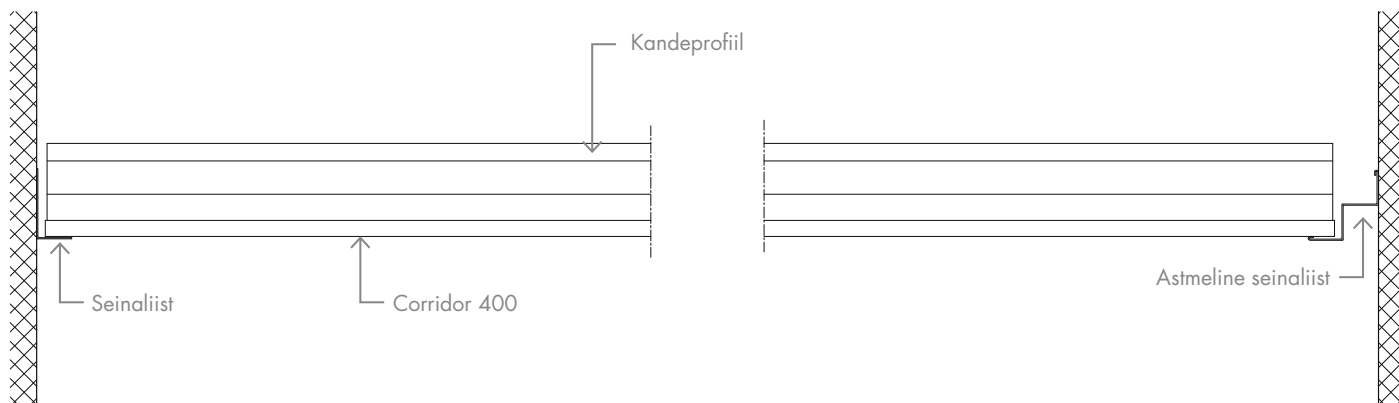 Kandeprofiil
Astmeline seinaliist
Seinaliist
Corridor 400